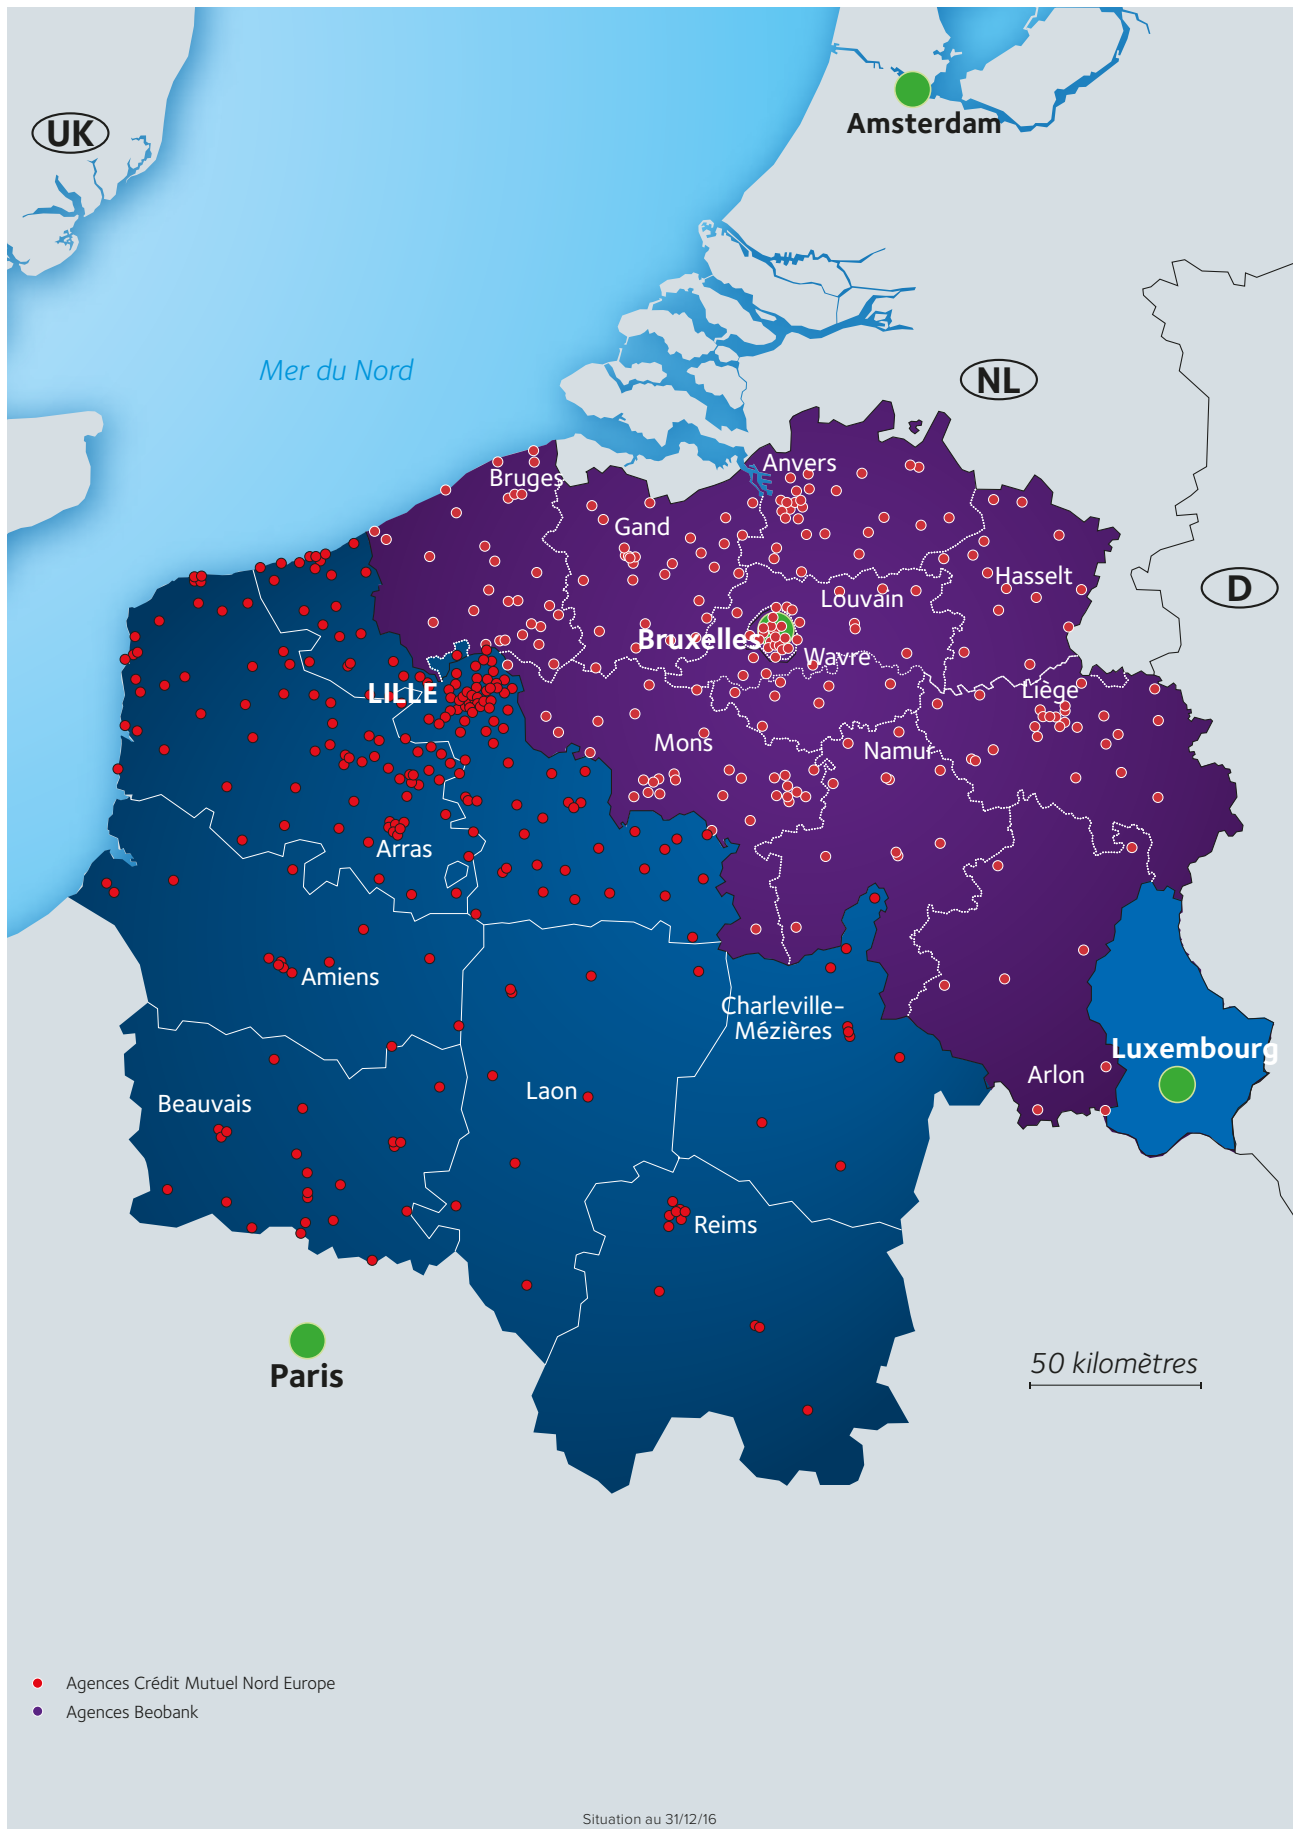 Amsterdam
UK
Mer du Nord
NL
Anvers
Bruges
Gand
Hasselt
D
Louvain
Bruxelles
Wavre
LILLE
Liège
Mons
Namur
Arras
Amiens
Charleville-
Mézières
Luxembourg
Arlon
Laon
Beauvais
Reims
50 kilomètres
Paris
Agences Crédit Mutuel Nord Europe
Agences Beobank
Situation au 31/12/16